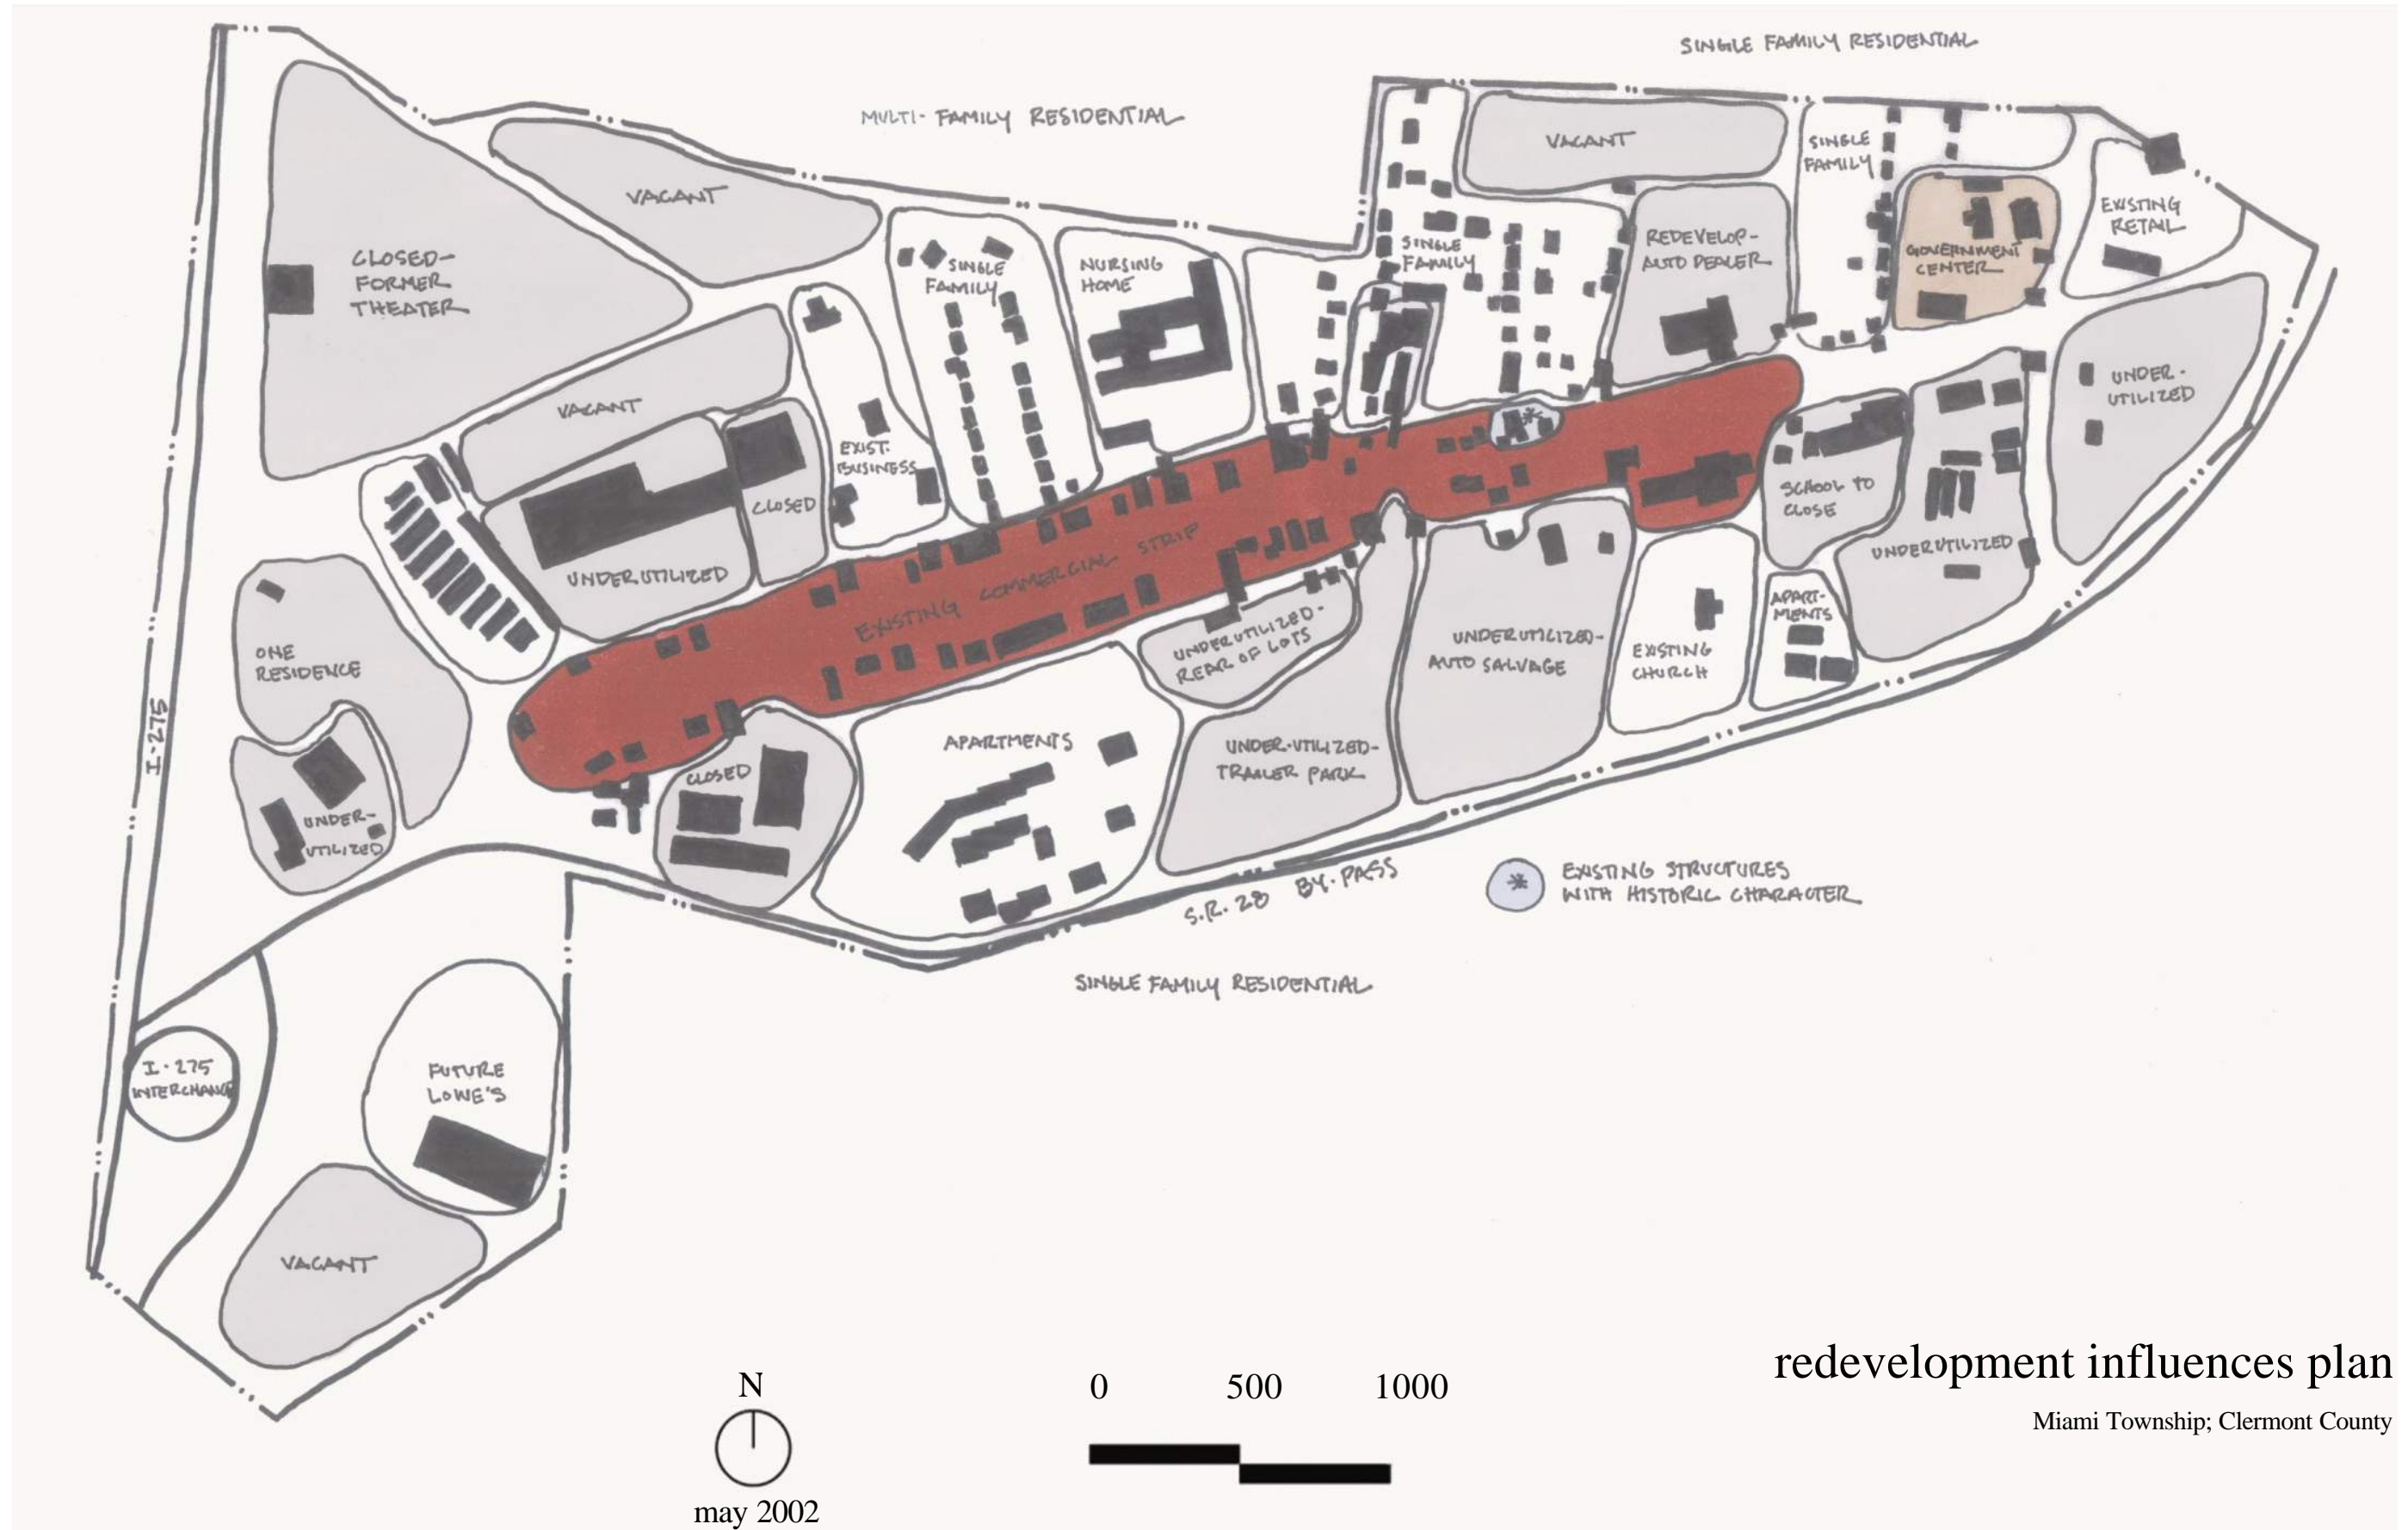 SINGLE FAMILY RESIDENTIAL
MULTI- FAMILY RESIDENTIAL
VACANT
SINGLE
FAMILY
VACANT
EXISTING
RETAIL
CLOSED-
FORMER
THEATER
SINGLE
FAMILY
NURSING
HOME
SINGLE
FAMILY
REDEVELOP-
AUTO DEALER
GOVERNMENT
CENTER
VACANT
UNDER-
UTILIZED
EXIST.
BUSINESS
CLOSED
SCHOOL TO
CLOSE
UNDERUTILIZED
UNDERUTILIZED
EXISTING COMMERCIAL STRIP
ONE
RESIDENCE
UNDERUTILIZED-
REAR OF LOTS
UNDERUTILIZED-
AUTO SALVAGE
EXISTING
CHURCH
APART-
MENTS
I-275
UNDER-
UTILIZED
CLOSED
APARTMENTS
UNDER-UTILIZED-
TRAILER PARK
S.R. 28 BY-PASS
EXISTING STRUCTURES
WITH HISTORIC CHARACTER
SINGLE FAMILY RESIDENTIAL
I-275
INTERCHANGE
FUTURE
LOWE'S
VACANT
N
may 2002
0 500 1000
redevelopment influences plan
Miami Township; Clermont County